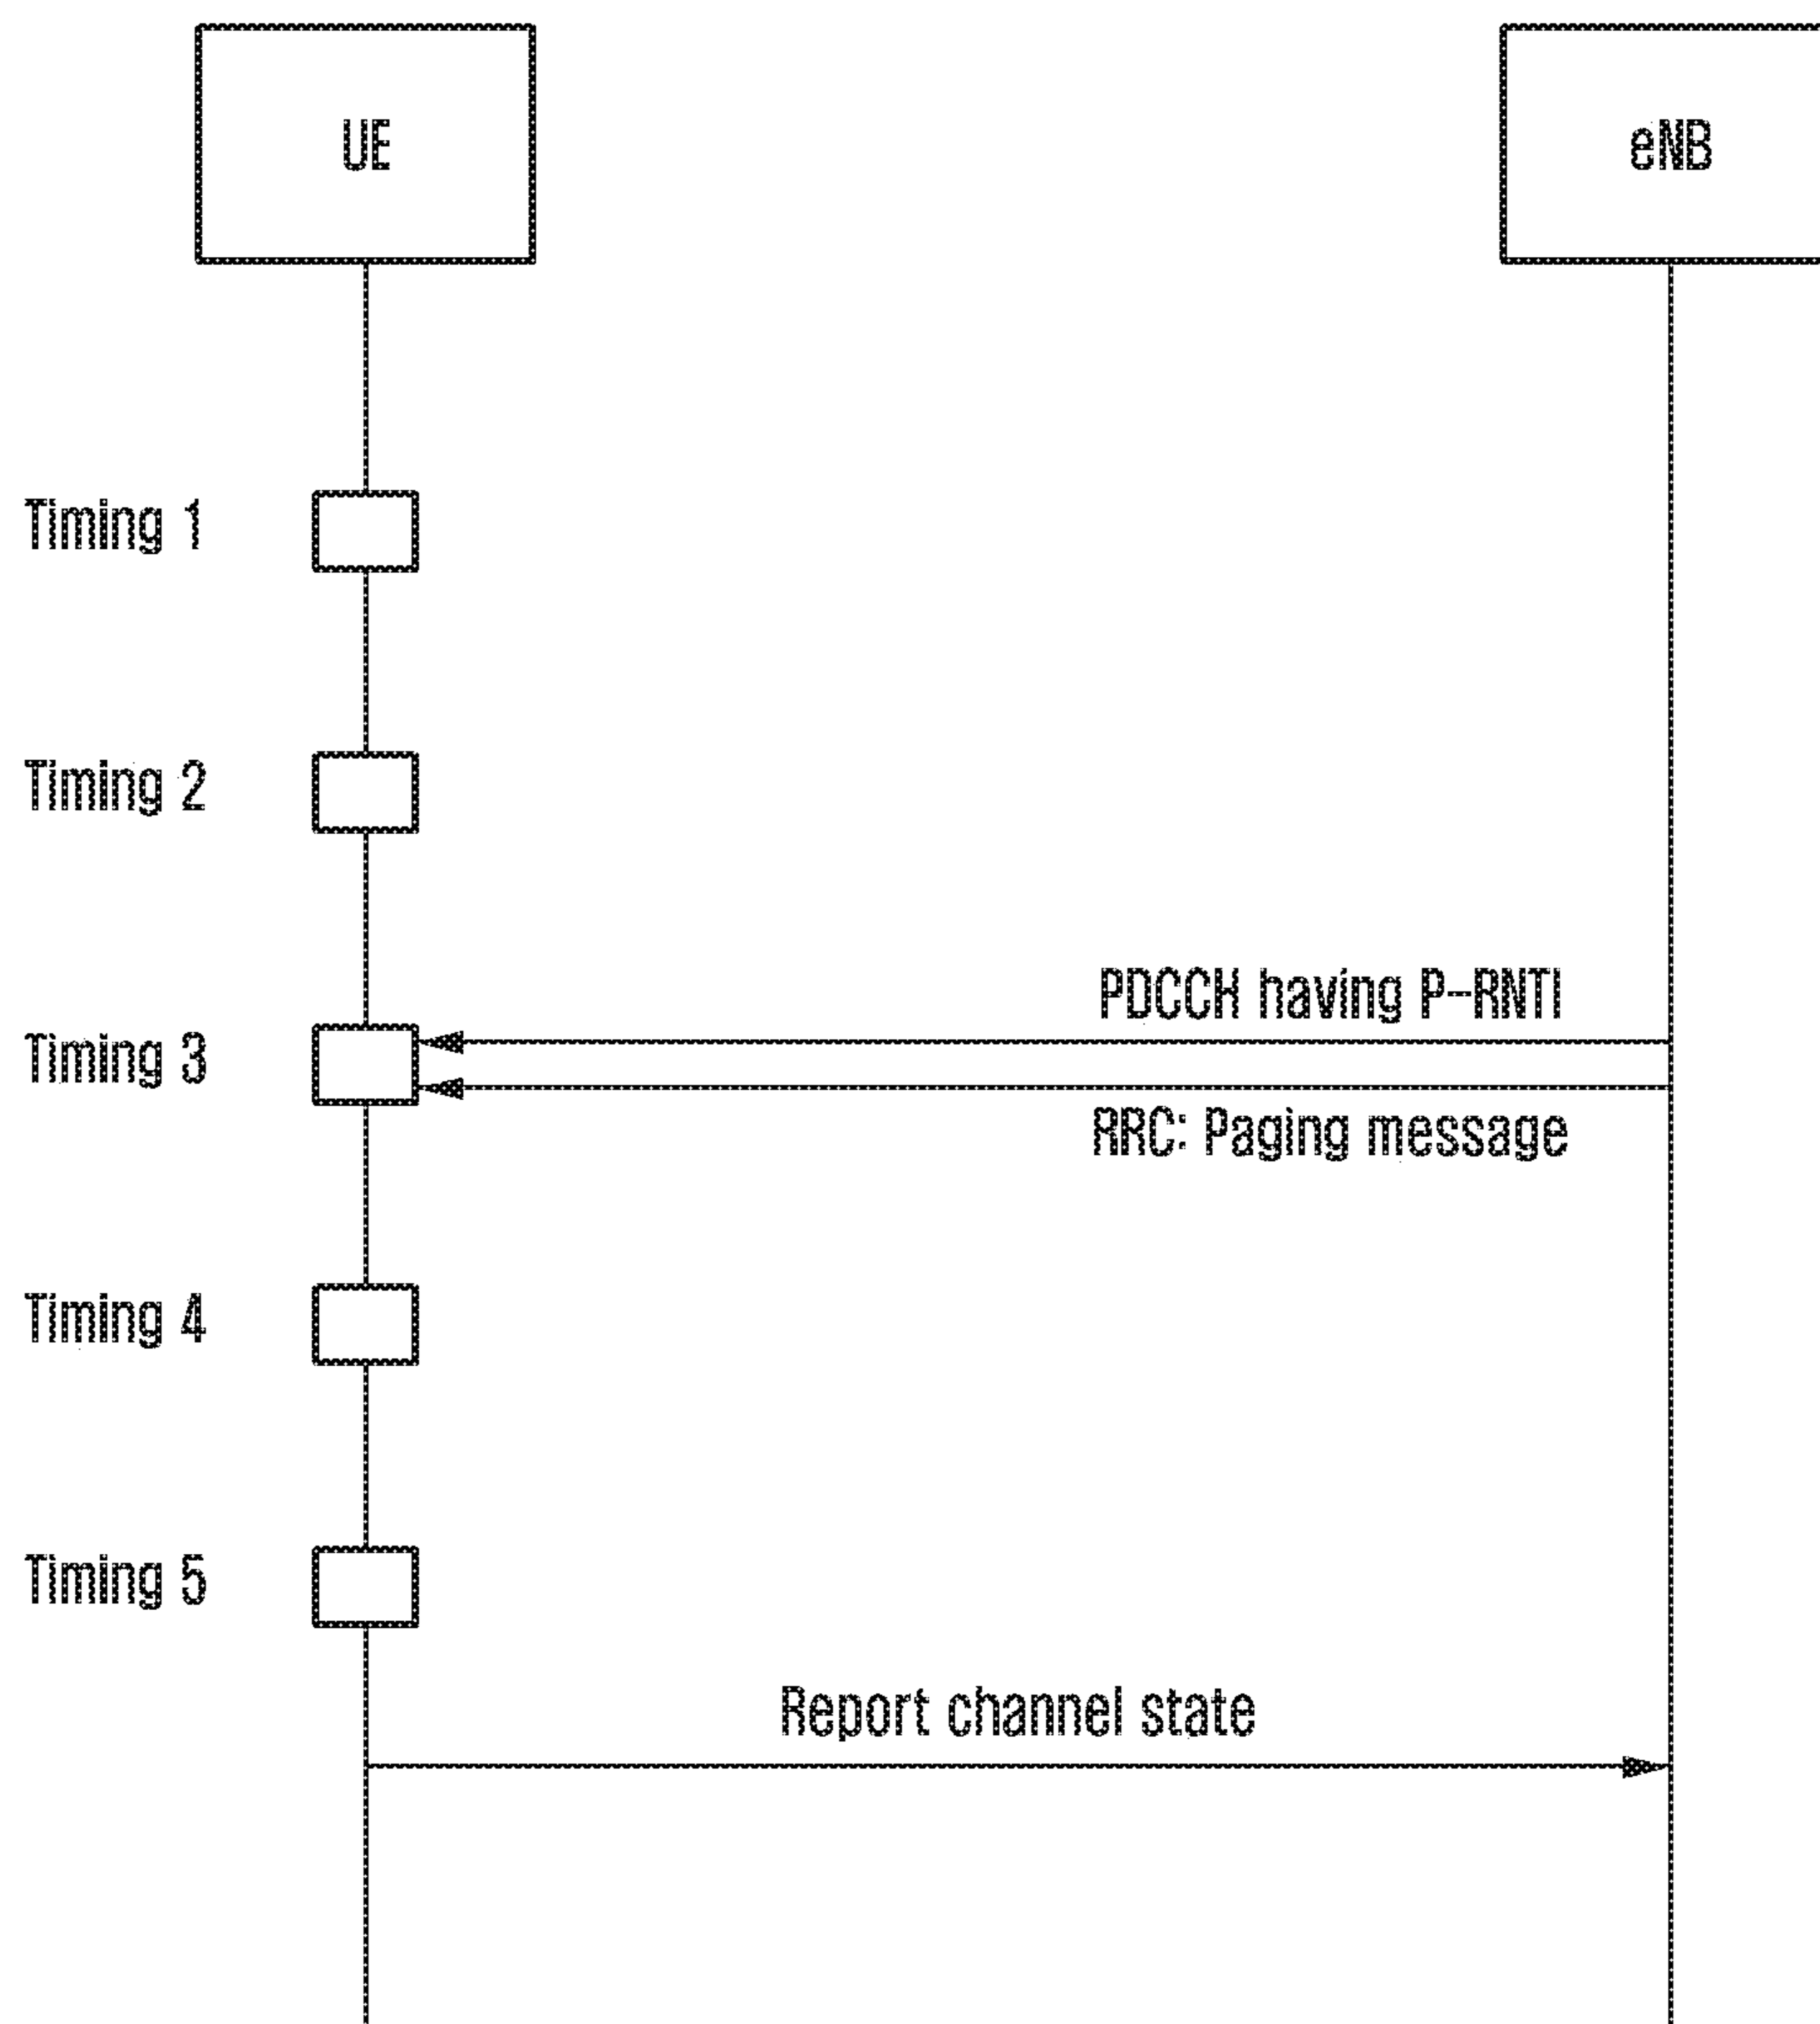 UE
eNB
Timing 1
Timing 2
PDCCH having P-RNTI
Timing 3
RRC: Paging message
Timing 4
Timing 5
Report channel state